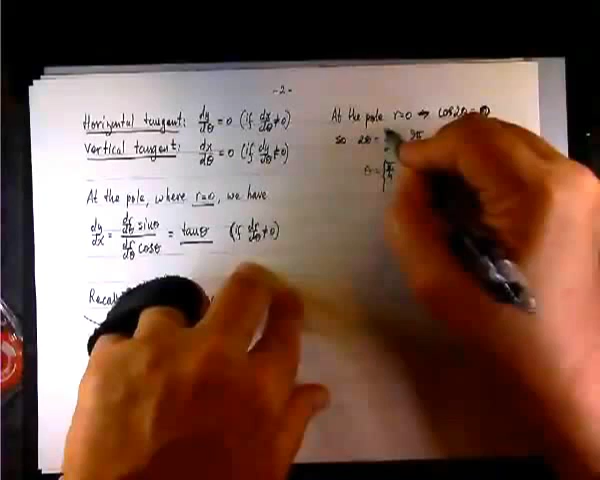 -2-
Horizontal tangent: dy/dθ = 0 (if dx/dθ ≠ 0)
Vertical tangent: dx/dθ = 0 (if dy/dθ ≠ 0)
At the pole, where r=0, we have
dy/dx = (dr/dθ sinθ)/(dr/dθ cosθ) = tanθ (if dr/dθ ≠ 0)
At the pole r=0 → cos2θ = 0
so 2θ =
θ =